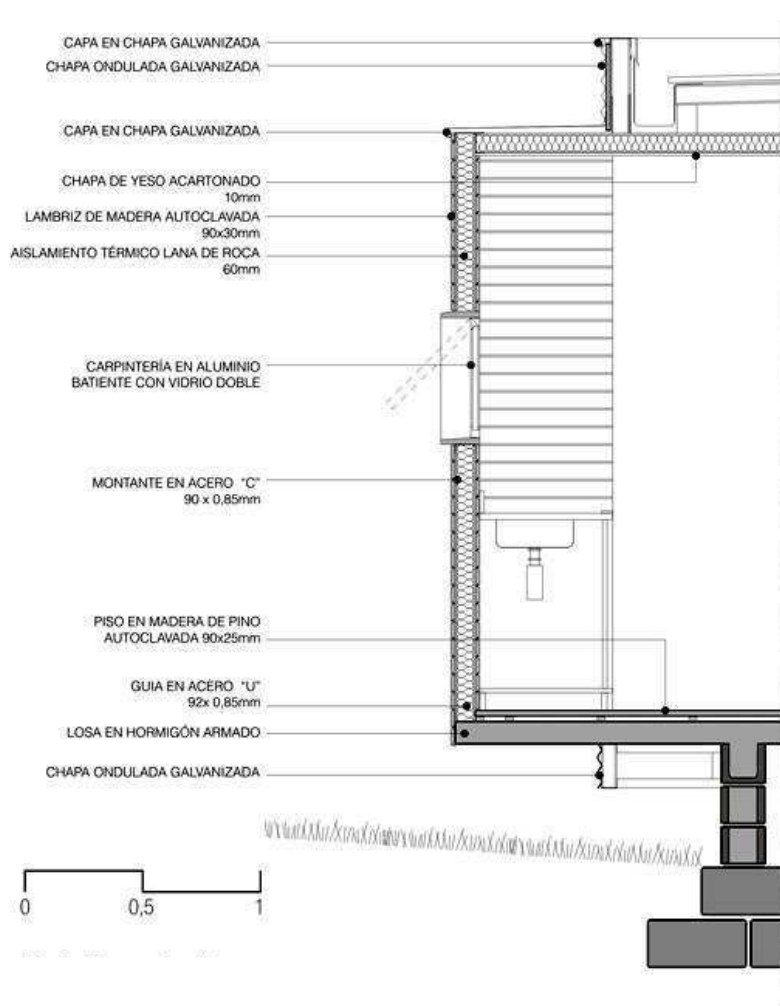 CAPA EN CHAPA GALVANIZADA
CHAPA ONDULADA GALVANIZADA
CAPA EN CHAPA GALVANIZADA
CHAPA DE YESO ACARTONADO
10mm
LAMBRIZ DE MADERA AUTOCLAVADA
90x30mm
AISLAMIENTO TÉRMICO LANA DE ROCA
60mm
CARPINTERÍA EN ALUMINIO
BATIENTE CON VIDRIO DOBLE
MONTANTE EN ACERO "C"
90 x 0,85mm
PISO EN MADERA DE PINO
AUTOCLAVADA 90x25mm
GUIA EN ACERO "U"
92x 0,85mm
LOSA EN HORMIGÓN ARMADO
CHAPA ONDULADA GALVANIZADA
0 0,5 1